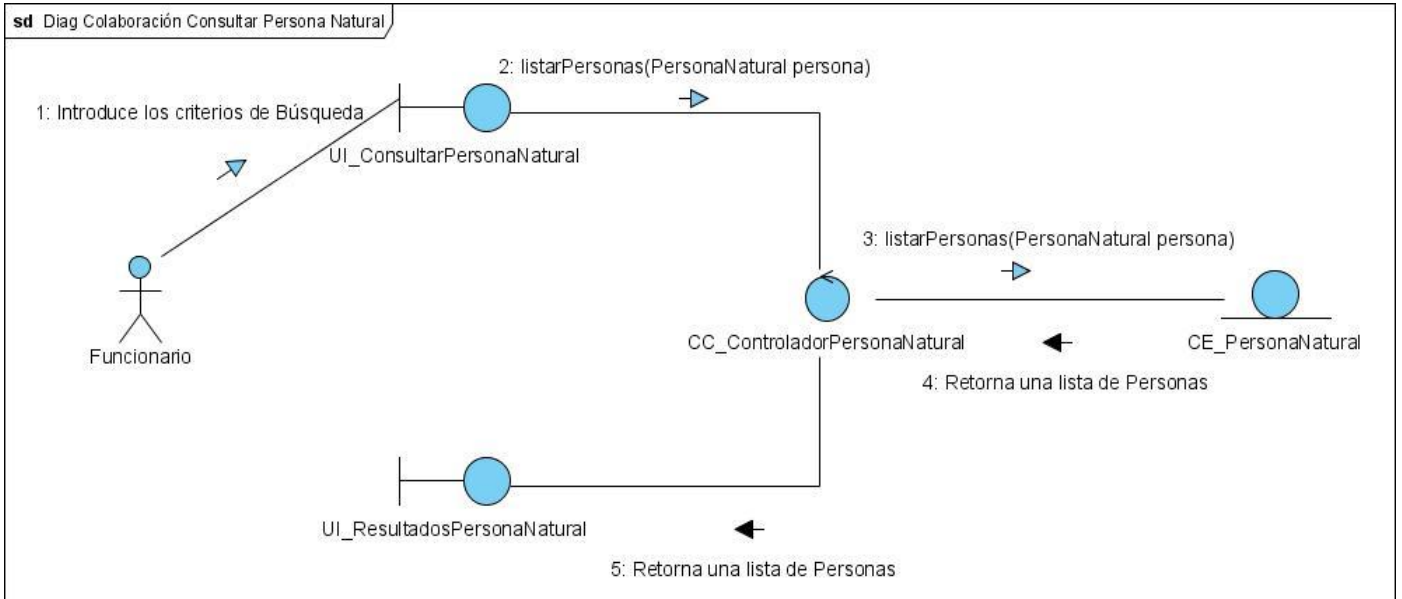 sd Diag Colaboración Consultar Persona Natural
2: listarPersonas(PersonaNatural persona)
1: Introduce los criterios de Búsqueda
UI_ConsultarPersonaNatural
3: listarPersonas(PersonaNatural persona)
Funcionario
CC_ControladorPersonaNatural
CE_PersonaNatural
4: Retorna una lista de Personas
UI_ResultadosPersonaNatural
5: Retorna una lista de Personas